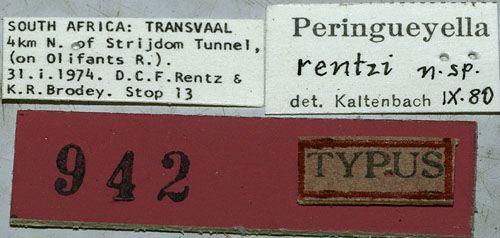 SOUTH AFRICA: TRANSVAAL
4km N. of Strijdom Tunnel,
(on Olifants R.).
31.i.1974. D.C.F.Rentz &
K.R.Brodey. Stop 13
Peringueyella
rentzi n.sp.
det. Kaltenbach IX.80
942
TYPUS